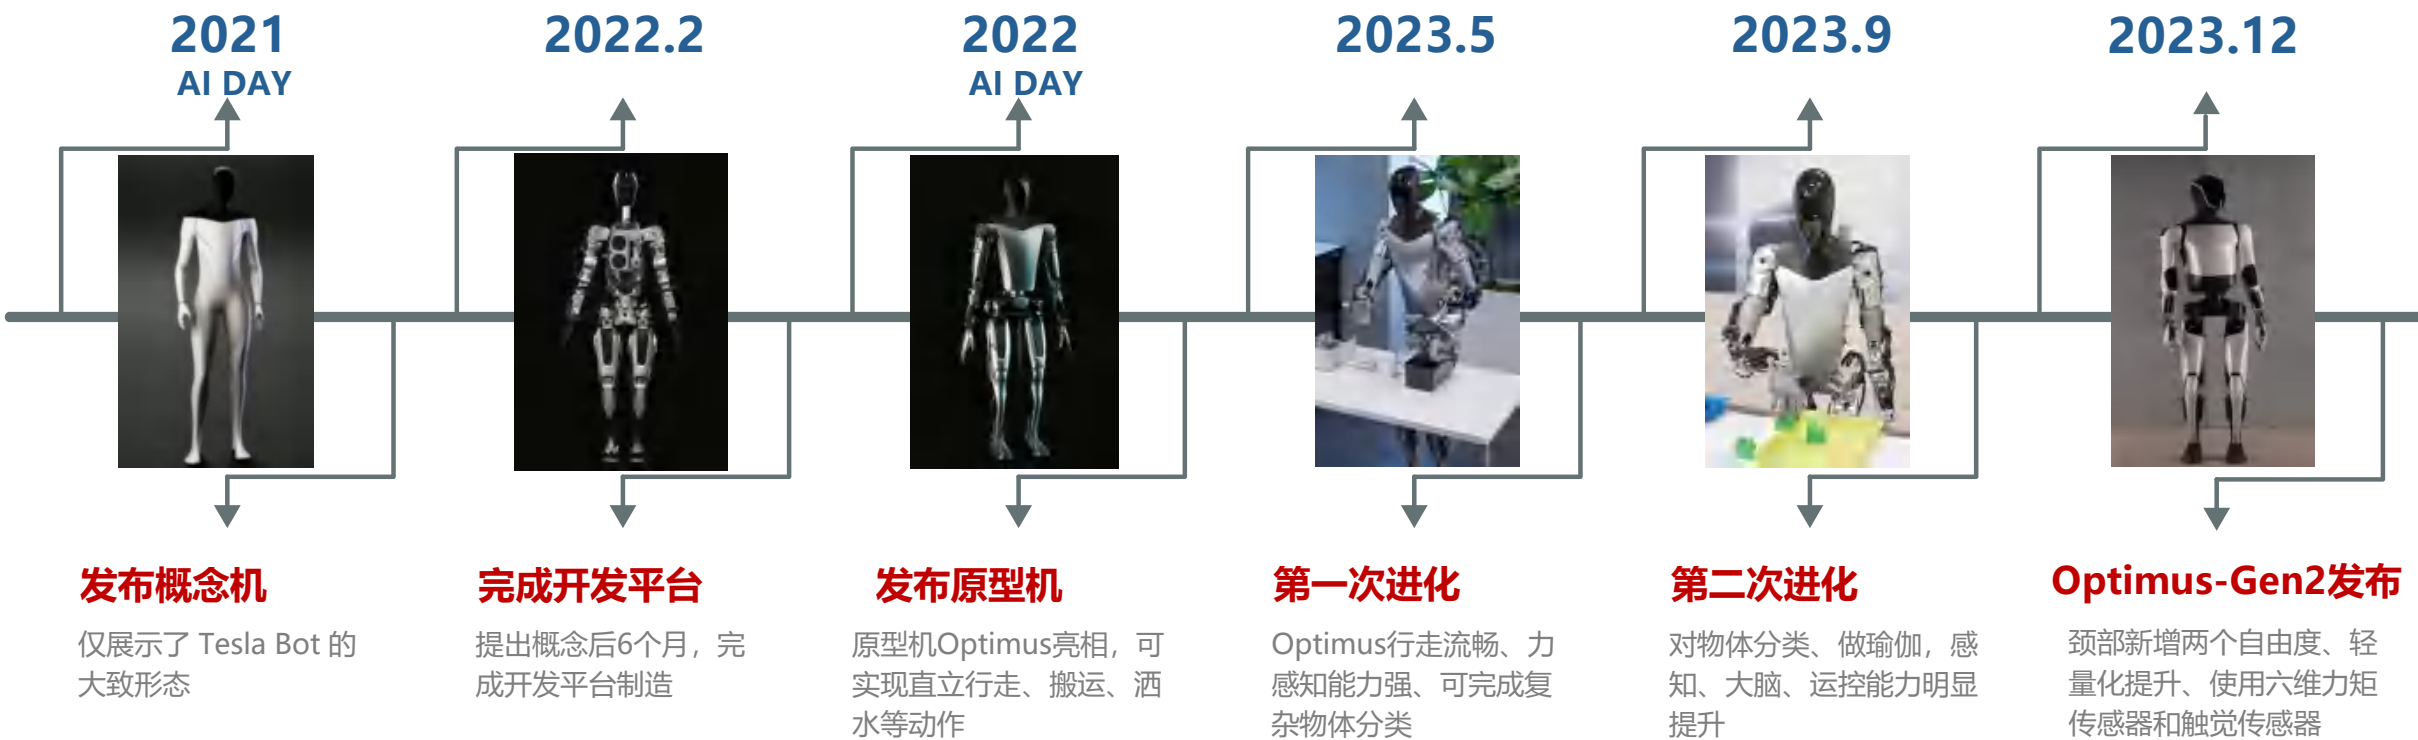 2021
AI DAY
2022.2
2022
AI DAY
2023.5
2023.9
2023.12
发布概念机
仅展示了 Tesla Bot 的
大致形态
完成开发平台
提出概念后6个月，完
成开发平台制造
发布原型机
原型机Optimus亮相，可
实现直立行走、搬运、洒
水等动作
第一次进化
Optimus行走流畅、力
感知能力强、可完成复
杂物体分类
第二次进化
对物体分类、做瑜伽，感
知、大脑、运控能力明显
提升
Optimus-Gen2发布
颈部新增两个自由度、轻
量化提升、使用六维力矩
传感器和触觉传感器